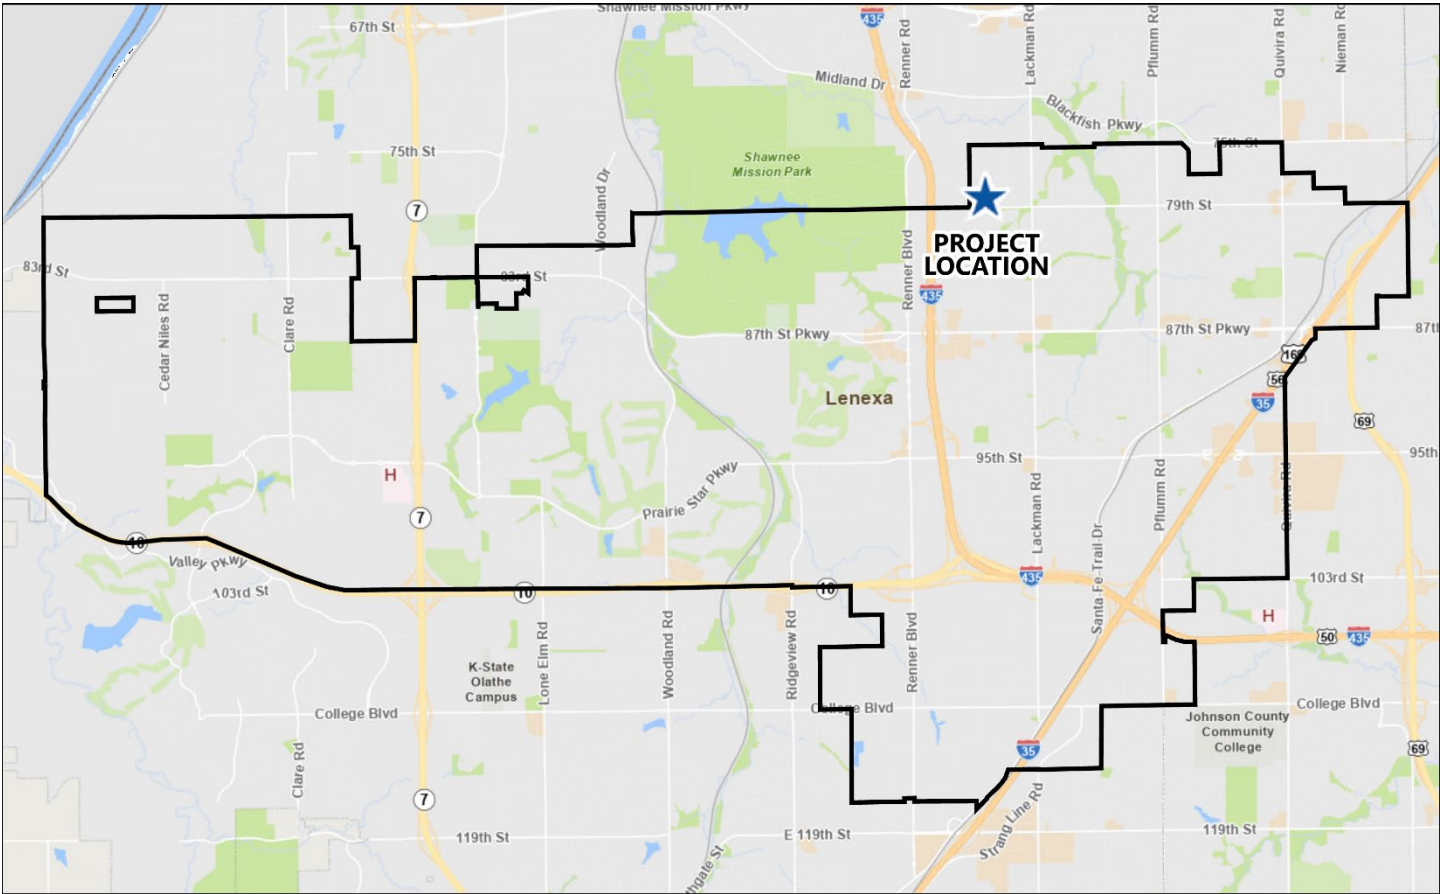 Shawnee Mission Pkwy
67th St
435
Renner Rd
Lackman Rd
Pflumm Rd
Quivira Rd
Nieman Rd
Midland Dr
Blackfish Pkwy
75th St
75th St
Shawnee
Mission Park
Woodland Dr
7
79th St
PROJECT
LOCATION
83rd St
83rd St
Renner Blvd
435
Cedar Niles Rd
Clare Rd
87th St Pkwy
87th St Pkwy
87th
169
56
35
69
Lenexa
95th St
95th
H
Prairie Star Pkwy
Lackman Rd
Pflumm Rd
Quivira Rd
7
10
Valley Pkwy
103rd St
10
10
435
Santa-Fe-Trail-Dr
103rd St
H
50
435
K-State
Olathe
Campus
Lone Elm Rd
Woodland Rd
Ridgeview Rd
Renner Blvd
College Blvd
College Blvd
College Blvd
Johnson County
Community
College
Clare Rd
35
69
7
Strang Line Rd
119th St
E 119th St
119th St
thgate St